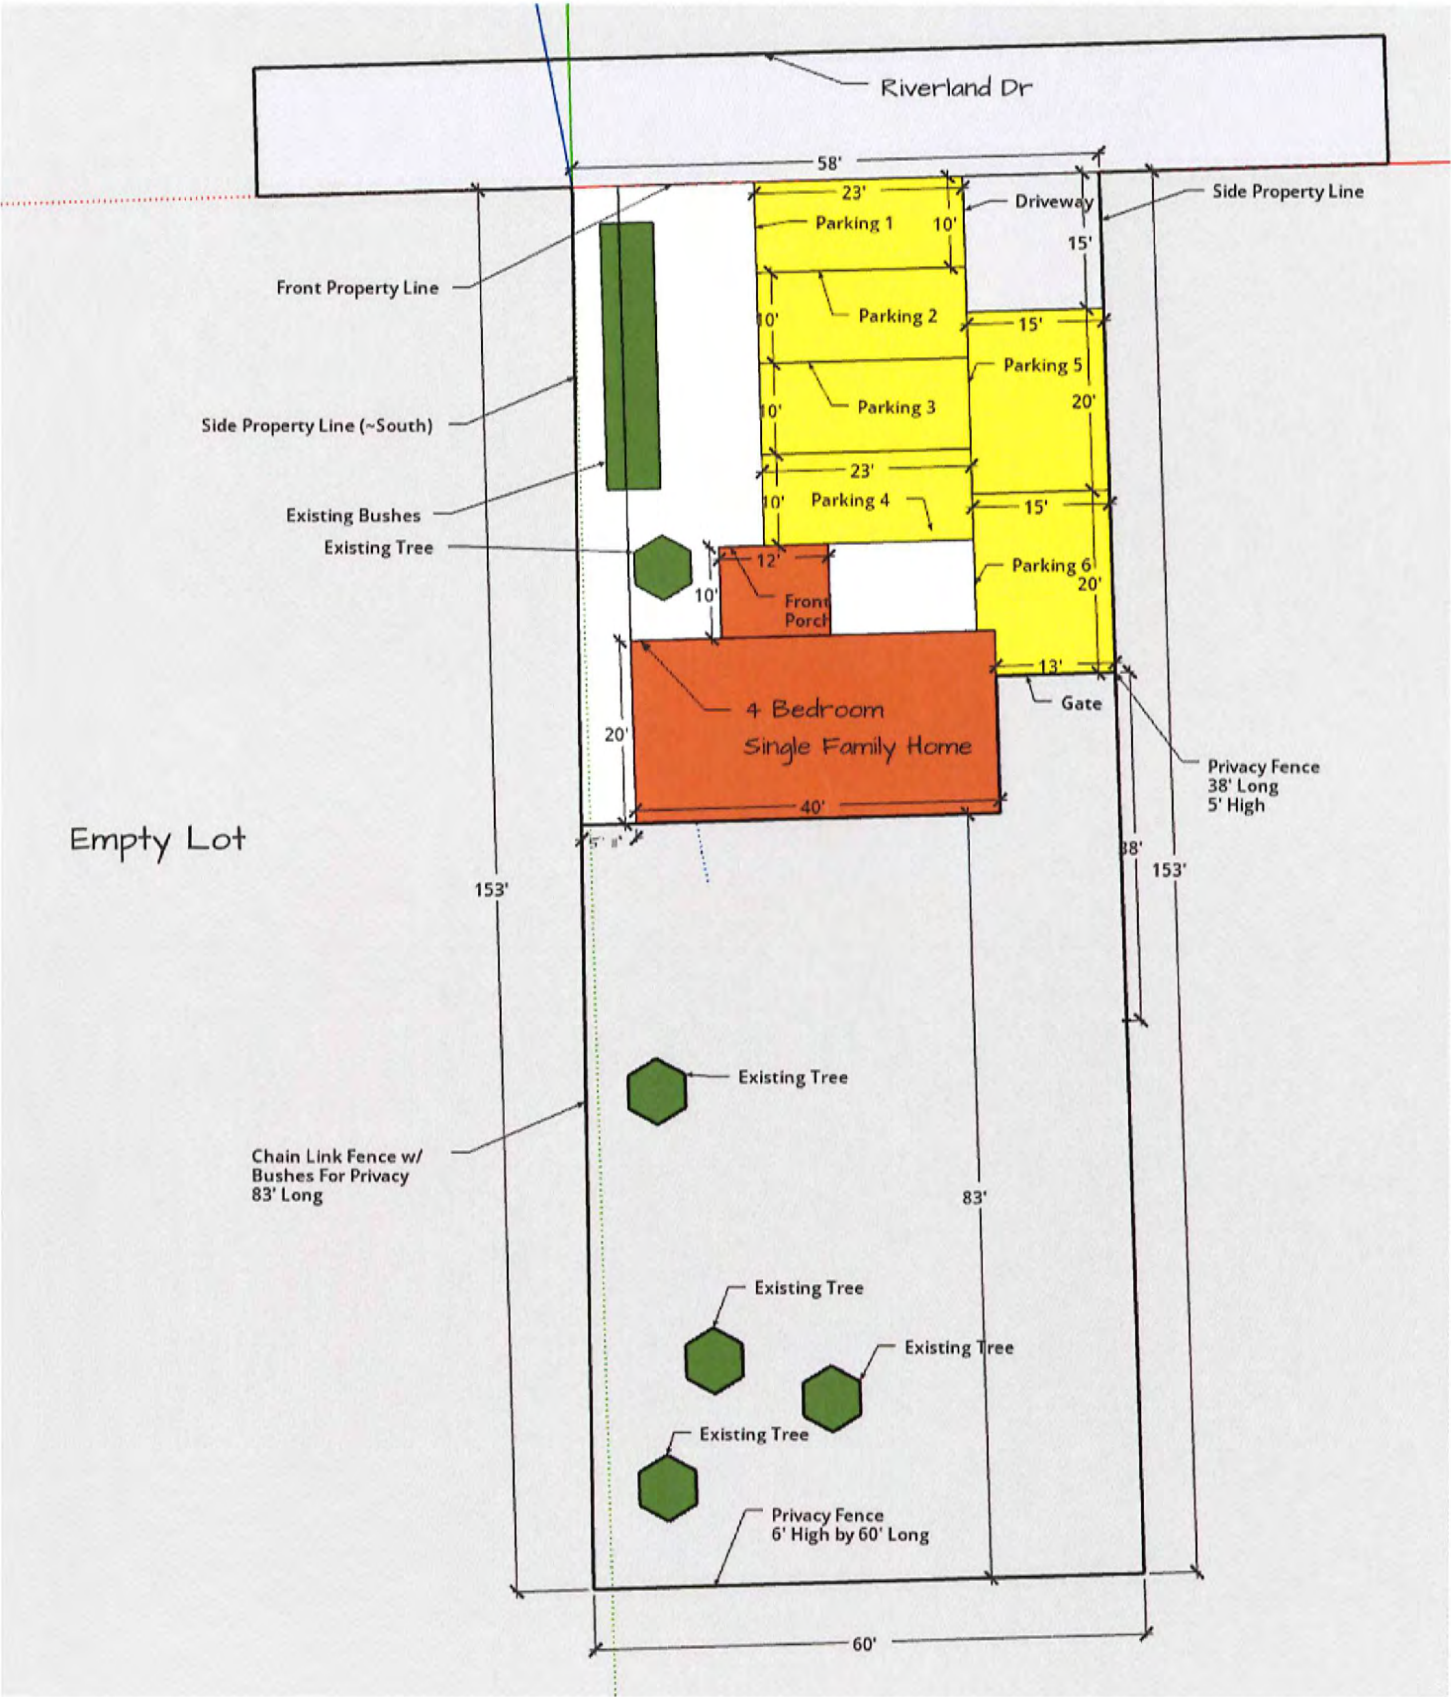 Riverland Dr
58'
23'
Driveway
Side Property Line
Parking 1
10'
15'
Front Property Line
10'
Parking 2
15'
Parking 5
10'
Parking 3
20'
Side Property Line (~South)
23'
10'
Parking 4
15'
Existing Bushes
Existing Tree
12'
Parking 6
20'
10'
Front
Porch
13'
Gate
4 Bedroom
Single Family Home
20'
Privacy Fence
38' Long
5' High
40'
Empty Lot
38'
153'
153'
Existing Tree
Chain Link Fence w/
Bushes For Privacy
83' Long
83'
Existing Tree
Existing Tree
Existing Tree
Privacy Fence
6' High by 60' Long
60'